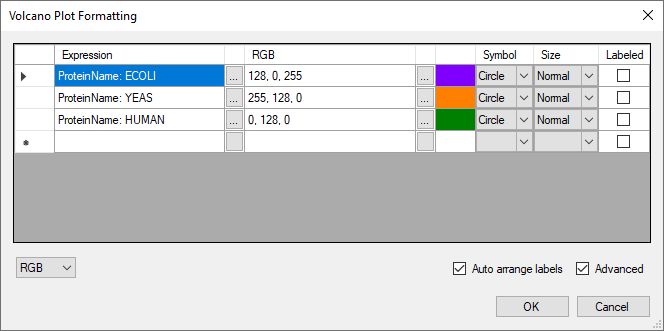 Volcano Plot Formatting
Expression RGB Symbol Size Labeled
ProteinName: ECOLI ... 128, 0, 255 ... Circle Normal
ProteinName: YEAS ... 255, 128, 0 ... Circle Normal
ProteinName: HUMAN ... 0, 128, 0 ... Circle Normal
... ...
RGB Auto arrange labels Advanced
OK Cancel